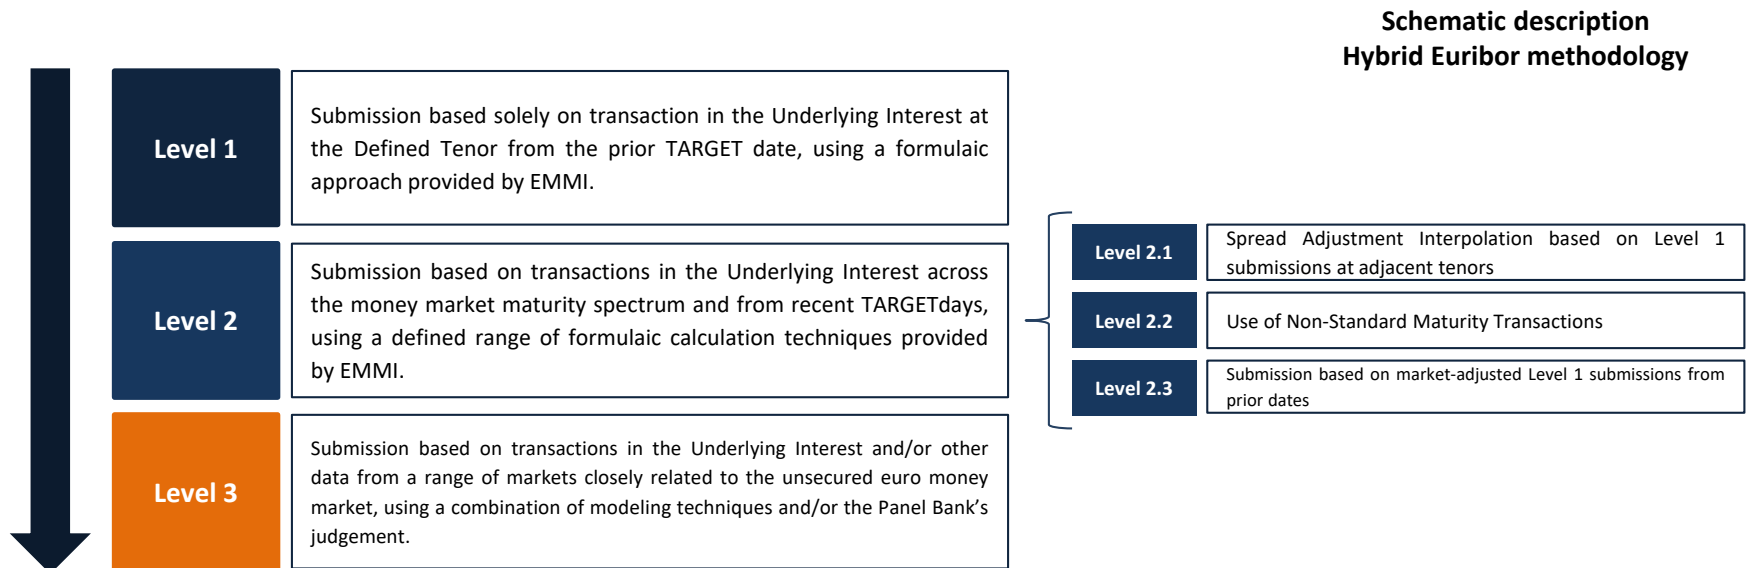 Schematic description
Hybrid Euribor methodology
Level 1
Submission based solely on transaction in the Underlying Interest at
the Defined Tenor from the prior TARGET date, using a formulaic
approach provided by EMMI.
Level 2
Submission based on transactions in the Underlying Interest across
the money market maturity spectrum and from recent TARGETdays,
using a defined range of formulaic calculation techniques provided
by EMMI.
Level 2.1
Spread Adjustment Interpolation based on Level 1
submissions at adjacent tenors
Level 2.2
Use of Non-Standard Maturity Transactions
Level 2.3
Submission based on market-adjusted Level 1 submissions from
prior dates
Level 3
Submission based on transactions in the Underlying Interest and/or other
data from a range of markets closely related to the unsecured euro money
market, using a combination of modeling techniques and/or the Panel Bank’s
judgement.